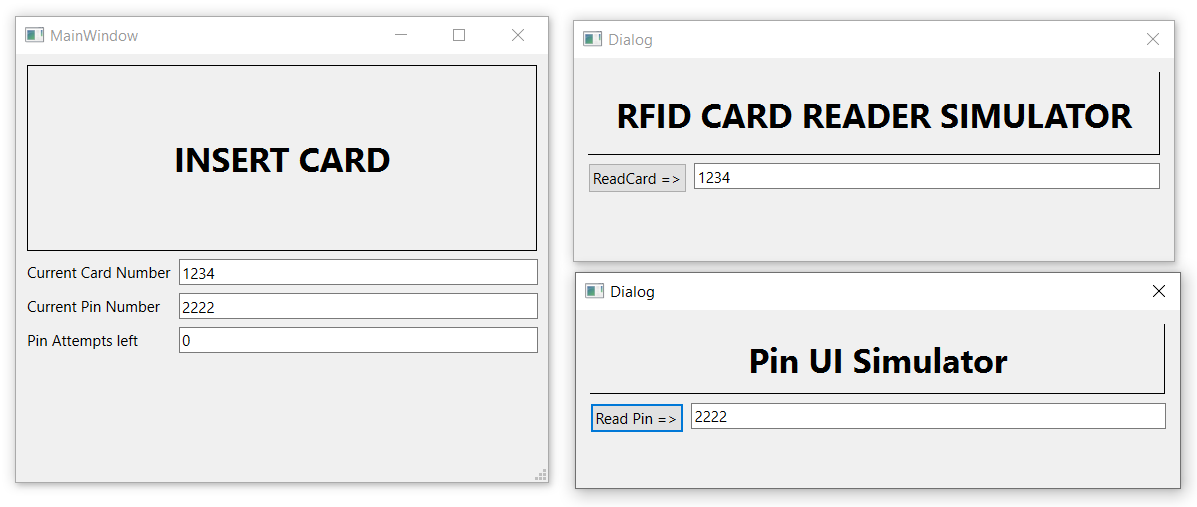 MainWindow
INSERT CARD
Current Card Number 1234
Current Pin Number 2222
Pin Attempts left 0
Dialog
RFID CARD READER SIMULATOR
ReadCard => 1234
Dialog
Pin UI Simulator
Read Pin => 2222